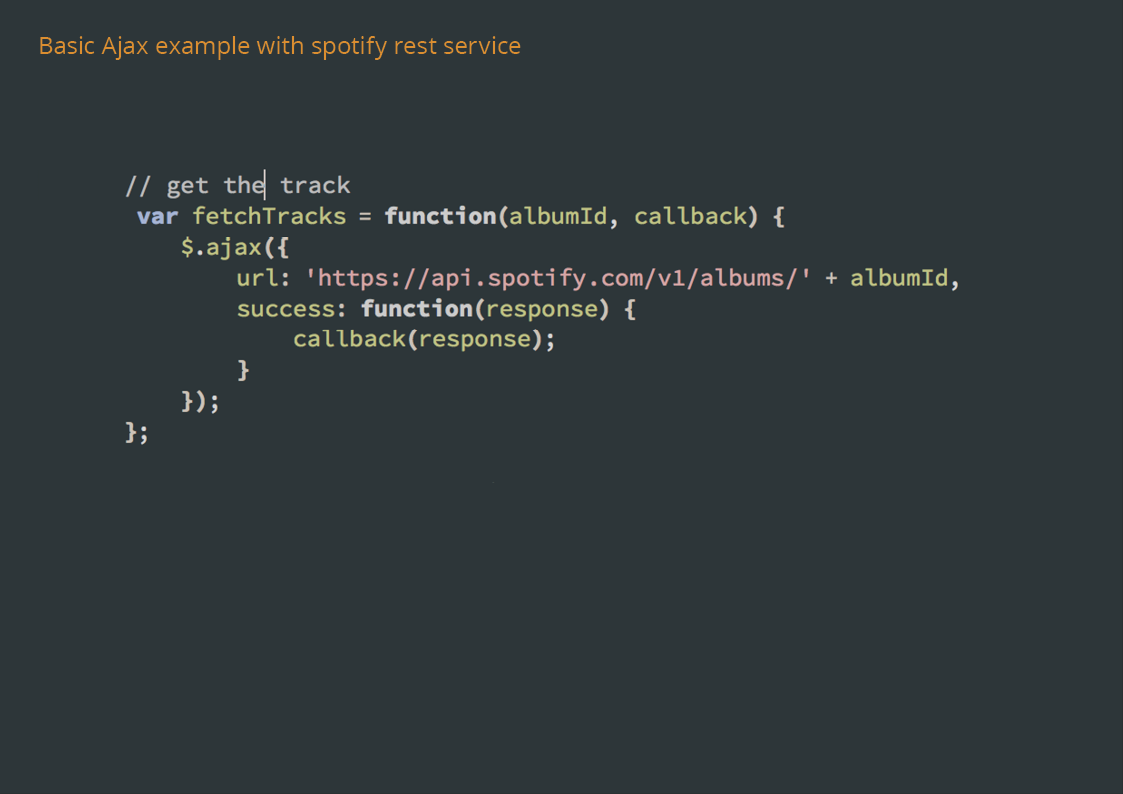 Basic Ajax example with spotify rest service
// get the track
var fetchTracks = function(albumId, callback) {
$.ajax({
url: 'https://api.spotify.com/v1/albums/' + albumId,
success: function(response) {
callback(response);
}
});
};